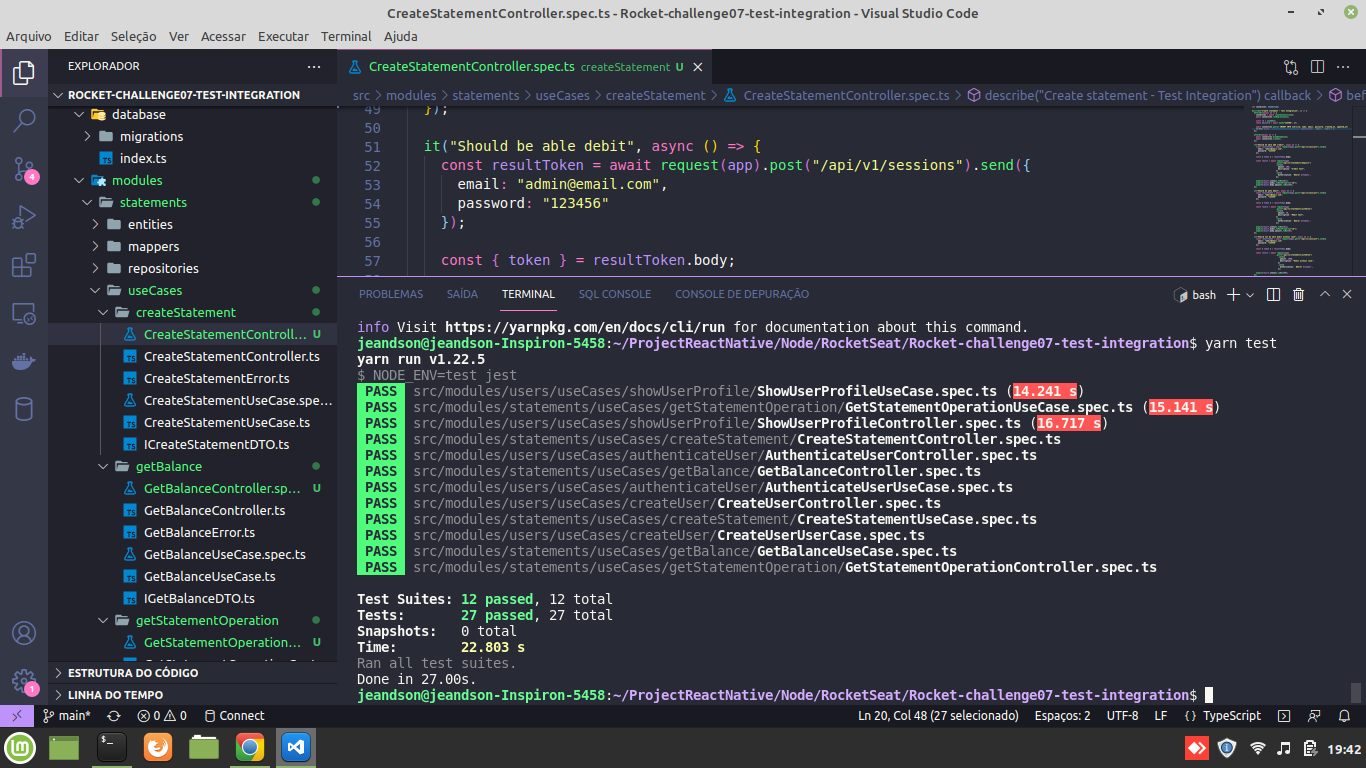 CreateStatementController.spec.ts - Rocket-challenge07-test-integration - Visual Studio Code
Arquivo Editar Seleção Ver Acessar Executar Terminal Ajuda
EXPLORADOR
ROCKET-CHALLENGE07-TEST-INTEGRATION
database
migrations
index.ts
modules
statements
entities
mappers
repositories
useCases
createStatement
CreateStatementControll... U
CreateStatementController.ts
CreateStatementError.ts
CreateStatementUseCase.spe...
CreateStatementUseCase.ts
ICreateStatementDTO.ts
getBalance
GetBalanceController.sp... U
GetBalanceController.ts
GetBalanceError.ts
GetBalanceUseCase.spec.ts
GetBalanceUseCase.ts
IGetBalanceDTO.ts
getStatementOperation
GetStatementOperation... U
ESTRUTURA DO CÓDIGO
LINHA DO TEMPO
4
1
CreateStatementController.spec.ts createStatement U
src > modules > statements > useCases > createStatement > CreateStatementController.spec.ts > describe("Create statement - Test Integration") callback > bef
49 });
50
51 it("Should be able debit", async () => {
52 const resultToken = await request(app).post("/api/v1/sessions").send({
53 email: "admin@email.com",
54 password: "123456"
55 });
56
57 const { token } = resultToken.body;
PROBLEMAS SAÍDA TERMINAL SQL CONSOLE CONSOLE DE DEPURAÇÃO bash
info Visit https://yarnpkg.com/en/docs/cli/run for documentation about this command.
jeandson@jeandson-Inspiron-5458:~/ProjectReactNative/Node/RocketSeat/Rocket-challenge07-test-integration$ yarn test
yarn run v1.22.5
$ NODE_ENV=test jest
PASS src/modules/users/useCases/showUserProfile/ShowUserProfileUseCase.spec.ts (14.241 s)
PASS src/modules/statements/useCases/getStatementOperation/GetStatementOperationUseCase.spec.ts (15.141 s)
PASS src/modules/users/useCases/showUserProfile/ShowUserProfileController.spec.ts (16.717 s)
PASS src/modules/statements/useCases/createStatement/CreateStatementController.spec.ts
PASS src/modules/users/useCases/authenticateUser/AuthenticateUserController.spec.ts
PASS src/modules/statements/useCases/getBalance/GetBalanceController.spec.ts
PASS src/modules/users/useCases/authenticateUser/AuthenticateUserUseCase.spec.ts
PASS src/modules/users/useCases/createUser/CreateUserController.spec.ts
PASS src/modules/statements/useCases/createStatement/CreateStatementUseCase.spec.ts
PASS src/modules/users/useCases/createUser/CreateUserUserCase.spec.ts
PASS src/modules/statements/useCases/getBalance/GetBalanceUseCase.spec.ts
PASS src/modules/statements/useCases/getStatementOperation/GetStatementOperationController.spec.ts
Test Suites: 12 passed, 12 total
Tests: 27 passed, 27 total
Snapshots: 0 total
Time: 22.803 s
Ran all test suites.
Done in 27.00s.
jeandson@jeandson-Inspiron-5458:~/ProjectReactNative/Node/RocketSeat/Rocket-challenge07-test-integration$
main* 0 0 Connect Ln 20, Col 48 (27 selecionado) Espaços: 2 UTF-8 LF {} TypeScript
19:42